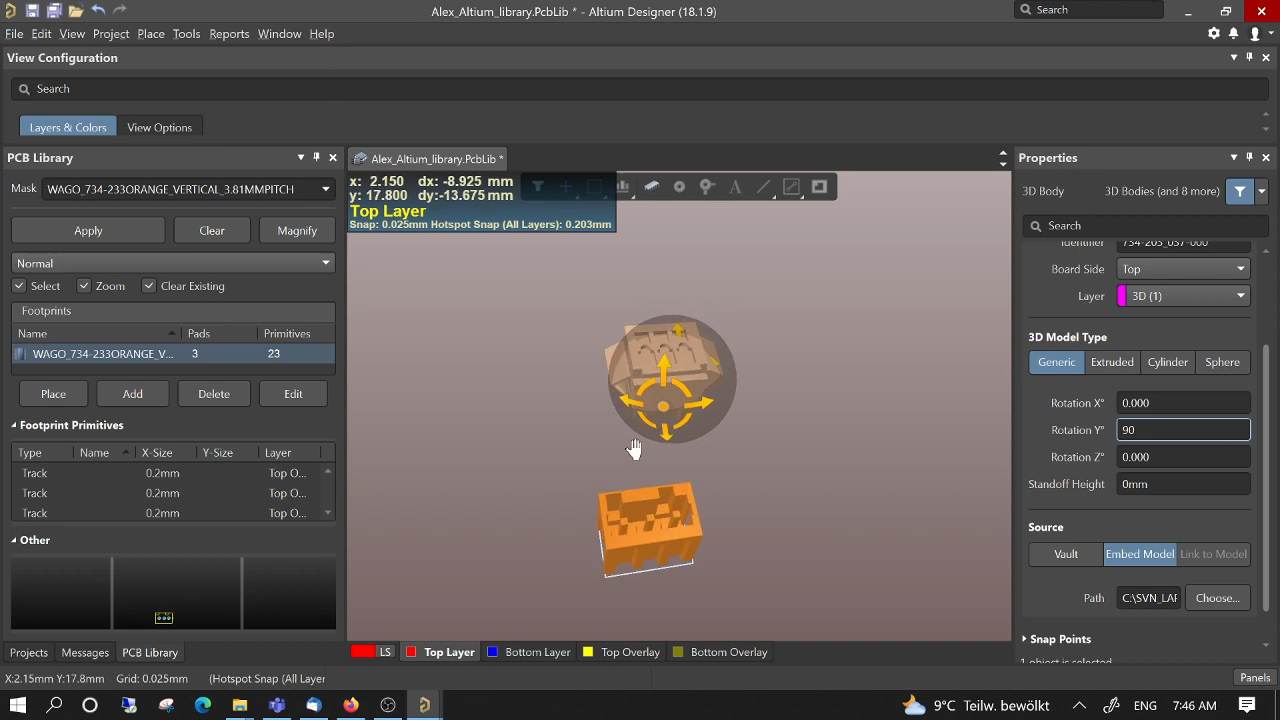 Alex_Altium_library.PcbLib * - Altium Designer (18.1.9)
Search
File Edit View Project Place Tools Reports Window Help
View Configuration
Search
Layers & Colors View Options
PCB Library
Mask WAGO_734-233ORANGE_VERTICAL_3.81MMPITCH
Apply Clear Magnify
Normal
Select Zoom Clear Existing
Footprints
Name Pads Primitives
WAGO_734-233ORANGE_V... 3 23
Place Add Delete Edit
Footprint Primitives
Type Name X-Size Y-Size Layer
Track 0.2mm Top O...
Track 0.2mm Top O...
Track 0.2mm Top O...
Other
Projects Messages PCB Library
Alex_Altium_library.PcbLib *
x: 2.150 dx: -8.925 mm
y: 17.800 dy:-13.675 mm
Top Layer
Snap: 0.025mm Hotspot Snap (All Layers): 0.203mm
LS Top Layer Bottom Layer Top Overlay Bottom Overlay
Properties
3D Body 3D Bodies (and 8 more)
Search
Identifier 734-203_037-000
Board Side Top
Layer 3D (1)
3D Model Type
Generic Extruded Cylinder Sphere
Rotation X° 0.000
Rotation Y° 90
Rotation Z° 0.000
Standoff Height 0mm
Source
Vault Embed Model Link to Model
Path C:\SVN_LAF Choose...
Snap Points
1 object is selected
X:2.15mm Y:17.8mm Grid: 0.025mm (Hotspot Snap (All Layer
Panels
9°C Teilw. bewölkt ENG 7:46 AM